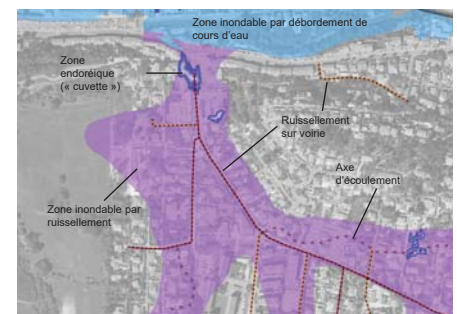 Zone inondable par débordement de
cours d'eau
Zone
endoréique
(« cuvette »)
Ruissellement
sur voirie
Axe
d'écoulement
Zone inondable par
ruissellement